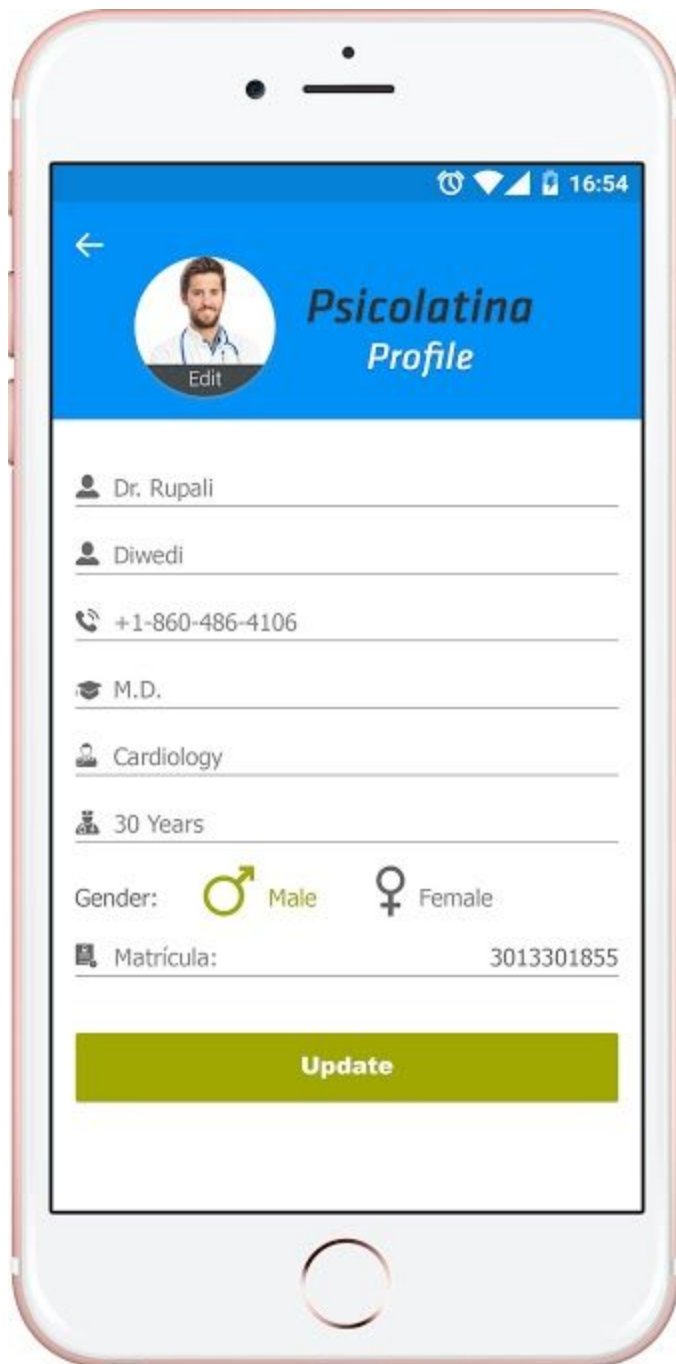 16:54
Psicolatina
Profile
Edit
Dr. Rupali
Diwedi
+1-860-486-4106
M.D.
Cardiology
30 Years
Gender: Male Female
Matrícula: 3013301855
Update